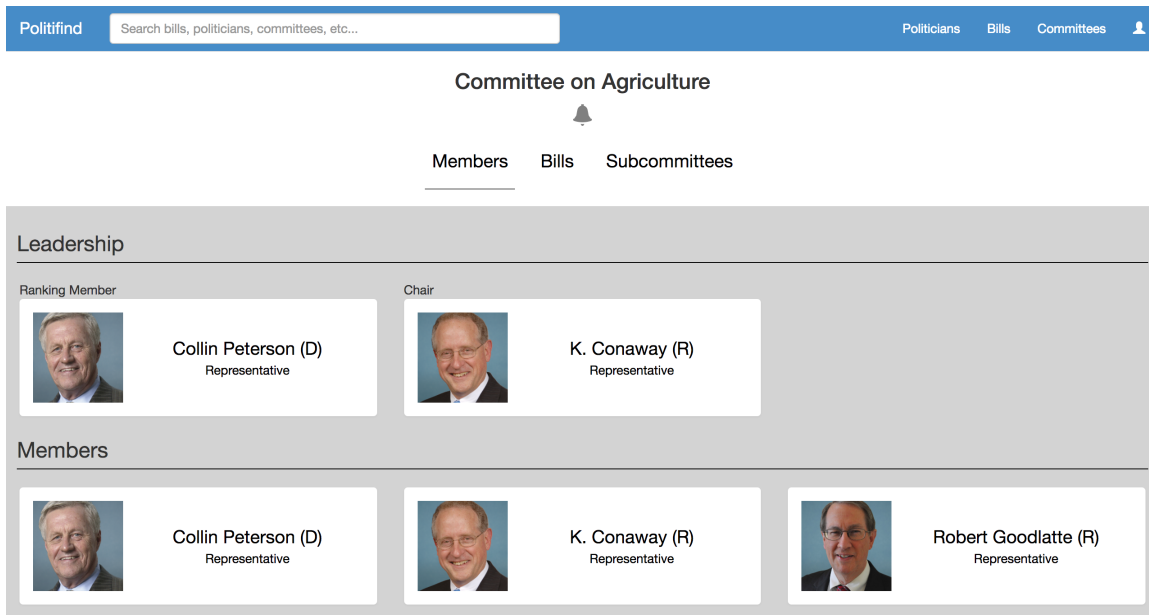 Politifind
Search bills, politicians, committees, etc...
Politicians
Bills
Committees
Committee on Agriculture
Members
Bills
Subcommittees
Leadership
Ranking Member
Chair
Collin Peterson (D)
Representative
K. Conaway (R)
Representative
Members
Collin Peterson (D)
Representative
K. Conaway (R)
Representative
Robert Goodlatte (R)
Representative